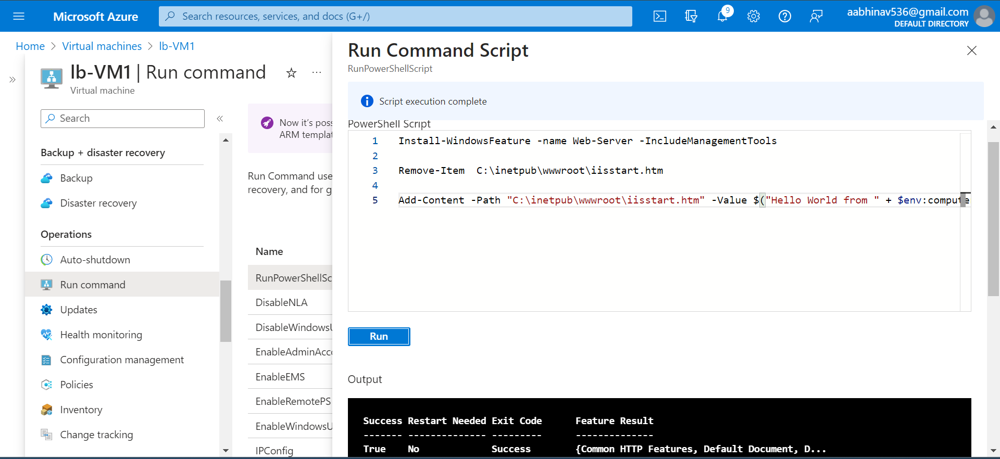 Microsoft Azure
Search resources, services, and docs (G+/)
9
aabhinav536@gmail.com
DEFAULT DIRECTORY
Home > Virtual machines > lb-VM1
lb-VM1 | Run command
Virtual machine
Search
Backup + disaster recovery
Backup
Disaster recovery
Operations
Auto-shutdown
Run command
Updates
Health monitoring
Configuration management
Policies
Inventory
Change tracking
Now it's poss
ARM templat
Run Command use
recovery, and for g
Name
RunPowerShellSc
DisableNLA
DisableWindowsU
EnableAdminAcco
EnableEMS
EnableRemotePS
EnableWindowsU
IPConfig
Run Command Script
RunPowerShellScript
Script execution complete
PowerShell Script
1 Install-WindowsFeature -name Web-Server -IncludeManagementTools
2
3 Remove-Item  C:\inetpub\wwwroot\iisstart.htm
4
5 Add-Content -Path "C:\inetpub\wwwroot\iisstart.htm" -Value $("Hello World from " + $env:compute
Run
Output
Success Restart Needed Exit Code      Feature Result
------- -------------- ---------      --------------
True    No             Success        {Common HTTP Features, Default Document, D...